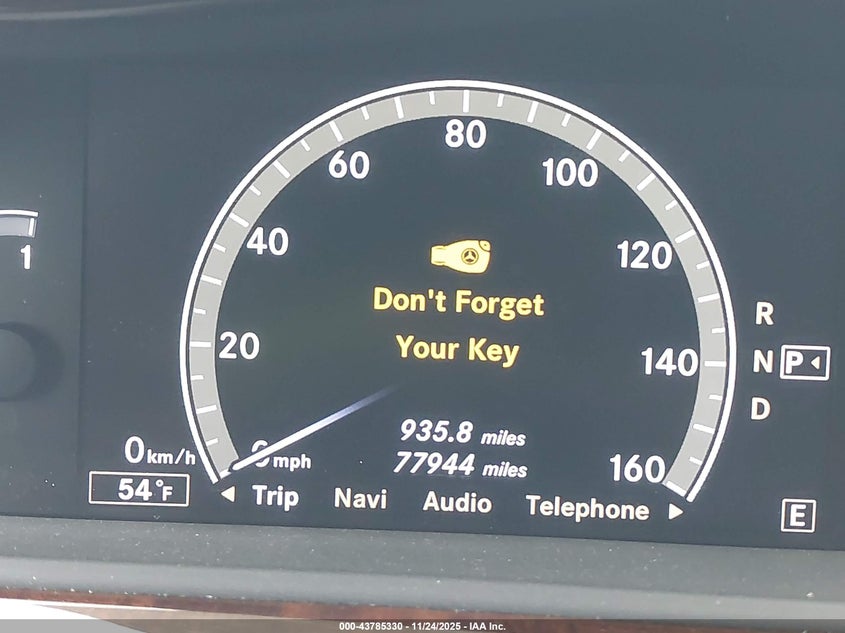 80
60
100
40
120
1
Don't Forget
R
20
Your Key
140
N P
D
935.8 miles
0 km/h
0 mph
77944 miles
160
54°F
Trip Navi Audio Telephone
E
000-43785330 - 11/24/2025 - IAA Inc.